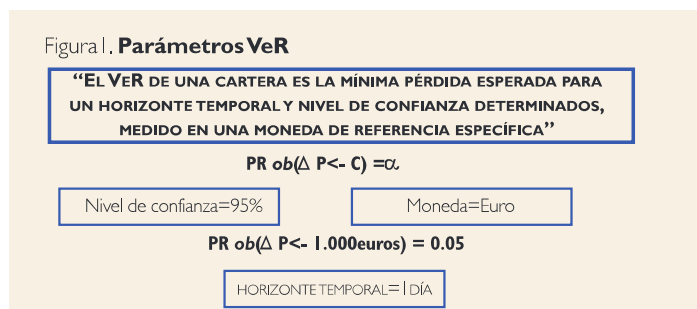 Figura1. Parámetros VeR
“EL VER DE UNA CARTERA ES LA MÍNIMA PÉRDIDA ESPERADA PARA
UN HORIZONTE TEMPORAL Y NIVEL DE CONFIANZA DETERMINADOS,
MEDIDO EN UNA MONEDA DE REFERENCIA ESPECÍFICA”
PR ob(Δ P<- C) =α
Nivel de confianza=95% Moneda=Euro
PR ob(Δ P<- 1.000euros) = 0.05
HORIZONTE TEMPORAL=1 DÍA